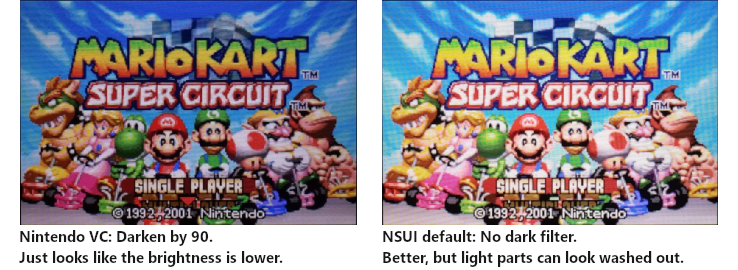 MARIO KART TM
SUPER CIRCUIT TM
SINGLE PLAYER
©1992,2001 Nintendo
Nintendo VC: Darken by 90.
Just looks like the brightness is lower.
MARIO KART TM
SUPER CIRCUIT TM
SINGLE PLAYER
©1992,2001 Nintendo
NSUI default: No dark filter.
Better, but light parts can look washed out.